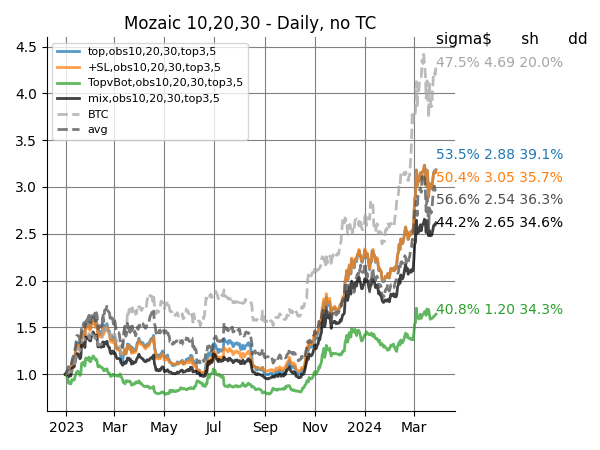 Mozaic 10,20,30 - Daily, no TC
sigma$ sh dd
top,obs10,20,30,top3,5
+SL,obs10,20,30,top3,5
TopvBot,obs10,20,30,top3,5
mix,obs10,20,30,top3,5
BTC
avg
47.5% 4.69 20.0%
53.5% 2.88 39.1%
50.4% 3.05 35.7%
56.6% 2.54 36.3%
44.2% 2.65 34.6%
40.8% 1.20 34.3%
4.5
4.0
3.5
3.0
2.5
2.0
1.5
1.0
2023 Mar May Jul Sep Nov 2024 Mar